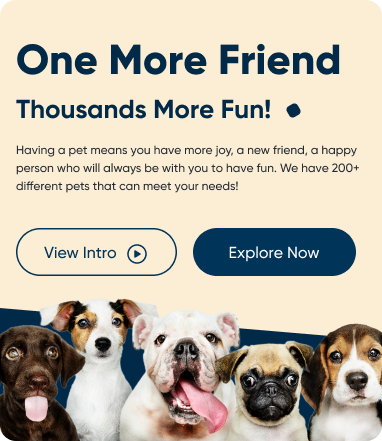 One More Friend
Thousands More Fun!
Having a pet means you have more joy, a new friend, a happy
person who will always be with you to have fun. We have 200+
different pets that can meet your needs!
View Intro
Explore Now